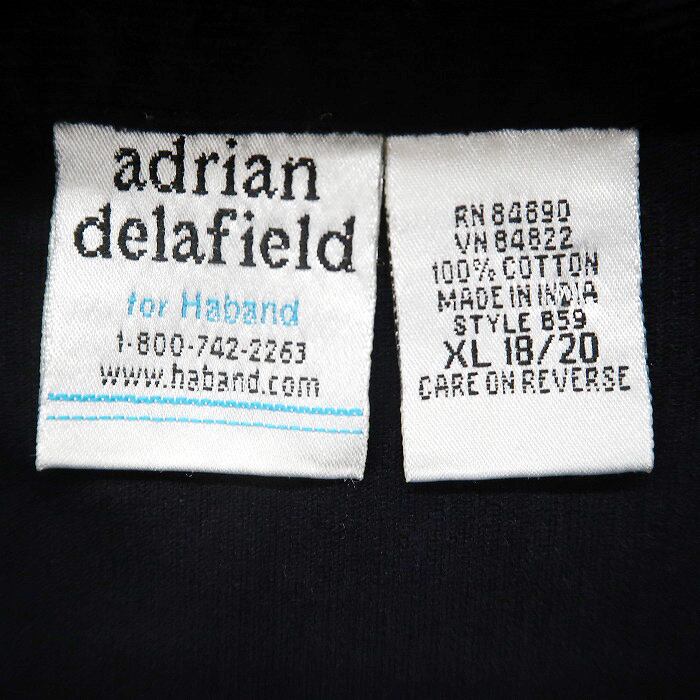 adrian
delafield
for Haband
1-800-742-2263
www.haband.com
RN 84690
VN 84822
100% COTTON
MADE IN INDIA
STYLE 859
XL 18/20
CARE ON REVERSE